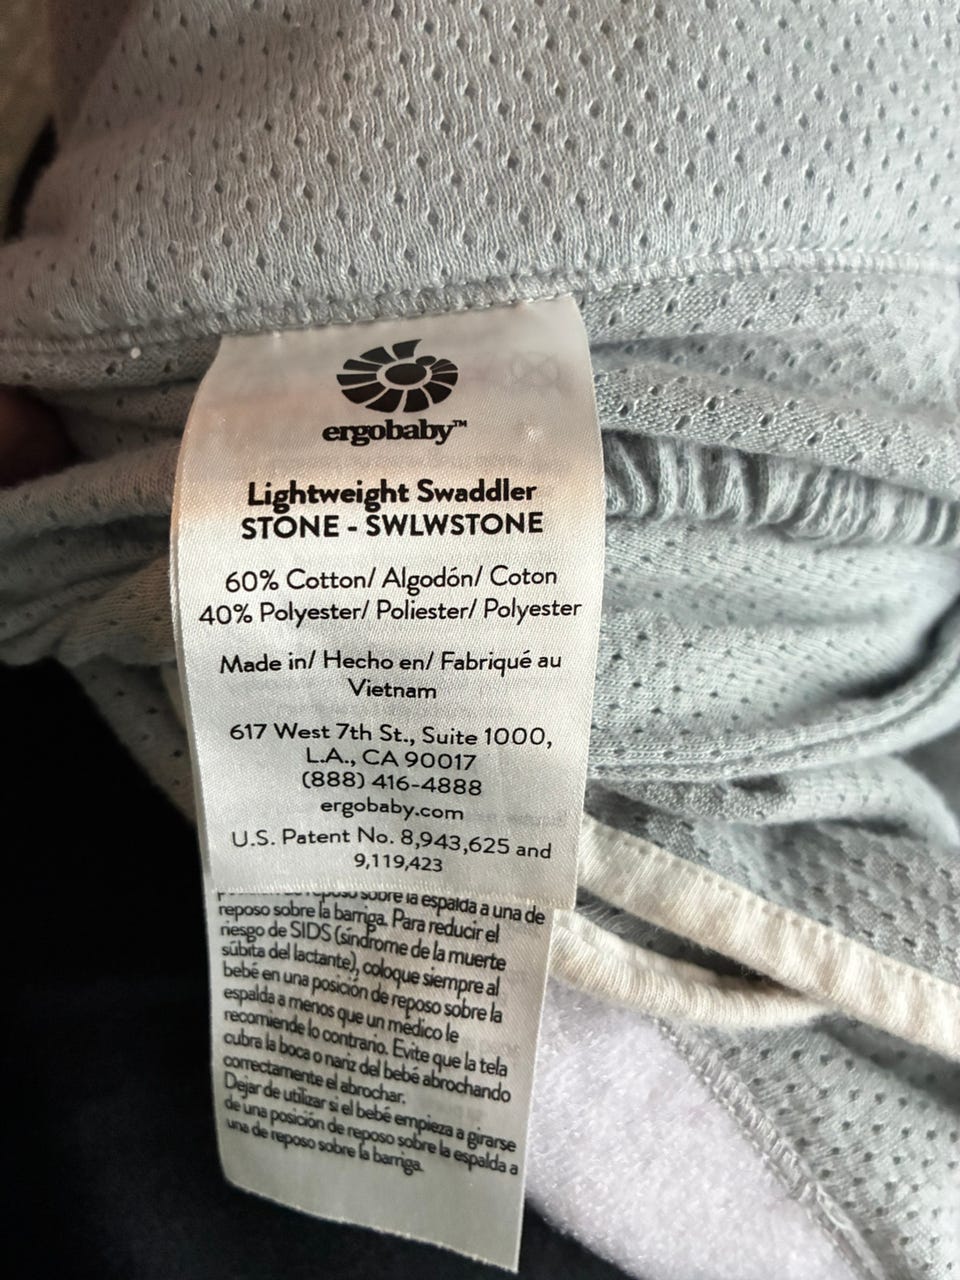 ergobaby™
Lightweight Swaddler
STONE - SWLWSTONE
60% Cotton/ Algodón/ Coton
40% Polyester/ Poliester/ Polyester
Made in/ Hecho en/ Fabriqué au
Vietnam
617 West 7th St., Suite 1000,
L.A., CA 90017
(888) 416-4888
ergobaby.com
U.S. Patent No. 8,943,625 and
9,119,423
sobre la espalda a una de
reposo sobre la barriga. Para reducir el
riesgo de SIDS (síndrome de la muerte
súbita del lactante), coloque siempre al
bebé en una posición de reposo sobre la
espalda a menos que un médico le
recomiende lo contrario. Evite que la tela
cubra la boca o nariz del bebé abrochando
correctamente el abrochar.
Dejar de utilizar si el bebé empieza a girarse
de una posición de reposo sobre la espalda a
una de reposo sobre la barriga.